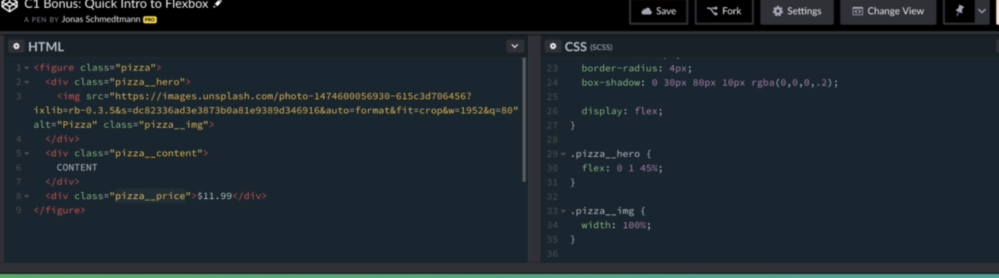 C1 Bonus: Quick Intro to Flexbox
A PEN BY Jonas Schmedtmann PRO
Save
Fork
Settings
Change View
HTML
1 <figure class="pizza">
2 <div class="pizza__hero">
3 <img src="https://images.unsplash.com/photo-1474600056930-615c3d706456?
ixlib=rb-0.3.5&s=dc82336ad3e3873b0a81e9389d346916&auto=format&fit=crop&w=1952&q=80"
alt="Pizza" class="pizza__img">
4 </div>
5 <div class="pizza__content">
6 CONTENT
7 </div>
8 <div class="pizza__price">$11.99</div>
9 </figure>
CSS (SCSS)
23 border-radius: 4px;
24 box-shadow: 0 30px 80px 10px rgba(0,0,0,.2);
25
26 display: flex;
27 }
28
29 .pizza__hero {
30 flex: 0 1 45%;
31 }
32
33 .pizza__img {
34 width: 100%;
35 }
36